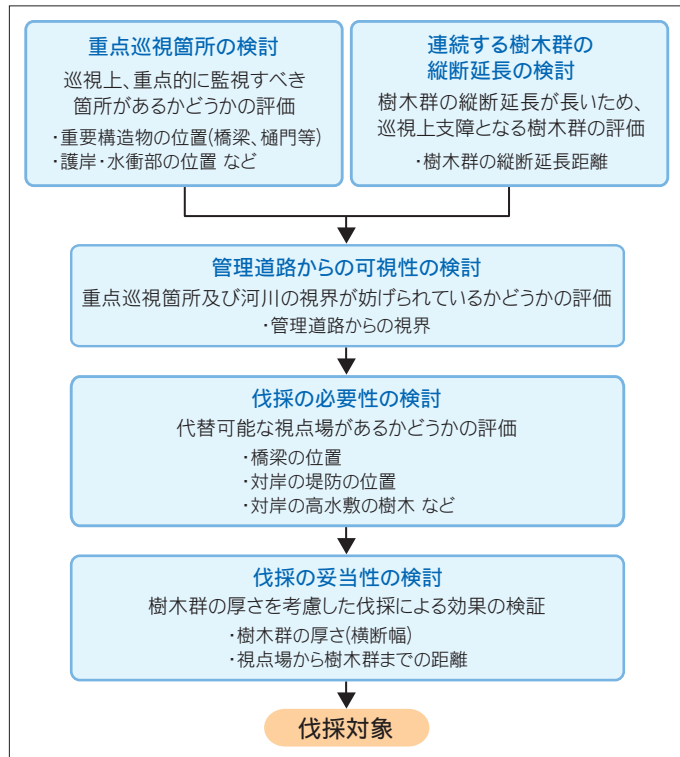 重点巡視箇所の検討
巡視上、重点的に監視すべき
箇所があるかどうかの評価
・重要構造物の位置(橋梁、樋門等)
・護岸・水衝部の位置 など
連続する樹木群の
縦断延長の検討
樹木群の縦断延長が長いため、
巡視上支障となる樹木群の評価
・樹木群の縦断延長距離
管理道路からの可視性の検討
重点巡視箇所及び河川の視界が妨げられているかどうかの評価
・管理道路からの視界
伐採の必要性の検討
代替可能な視点場があるかどうかの評価
・橋梁の位置
・対岸の堤防の位置
・対岸の高水敷の樹木 など
伐採の妥当性の検討
樹木群の厚さを考慮した伐採による効果の検証
・樹木群の厚さ(横断幅)
・視点場から樹木群までの距離
伐採対象